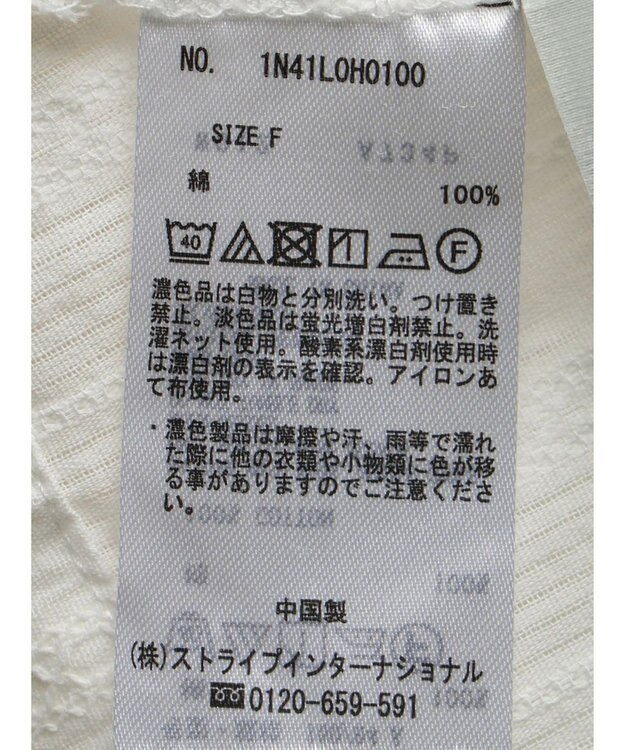 NO. 1N41L0H0100
SIZE F
A734P
綿 100%
40 F
濃色品は白物と分別洗い。つけ置き
禁止。淡色品は蛍光増白剤禁止。洗
濯ネット使用。酸素系漂白剤使用時
は漂白剤の表示を確認。アイロンあ
て布使用。
・濃色製品は摩擦や汗、雨等で濡れ
た際に他の衣類や小物類に色が移
る事がありますのでご注意くださ
い。
100% COTTON
綿 100%
中国製
(株)ストライプインターナショナル
0120-659-591
100%